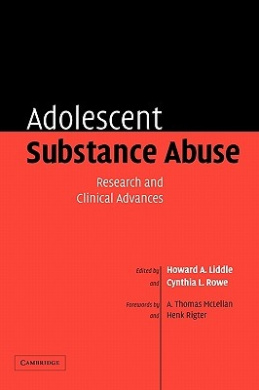 Adolescent
Substance Abuse
Research and
Clinical Advances
Edited by Howard A. Liddle
and Cynthia L. Rowe
Forewords by A. Thomas McLellan
and Henk Rigter
CAMBRIDGE